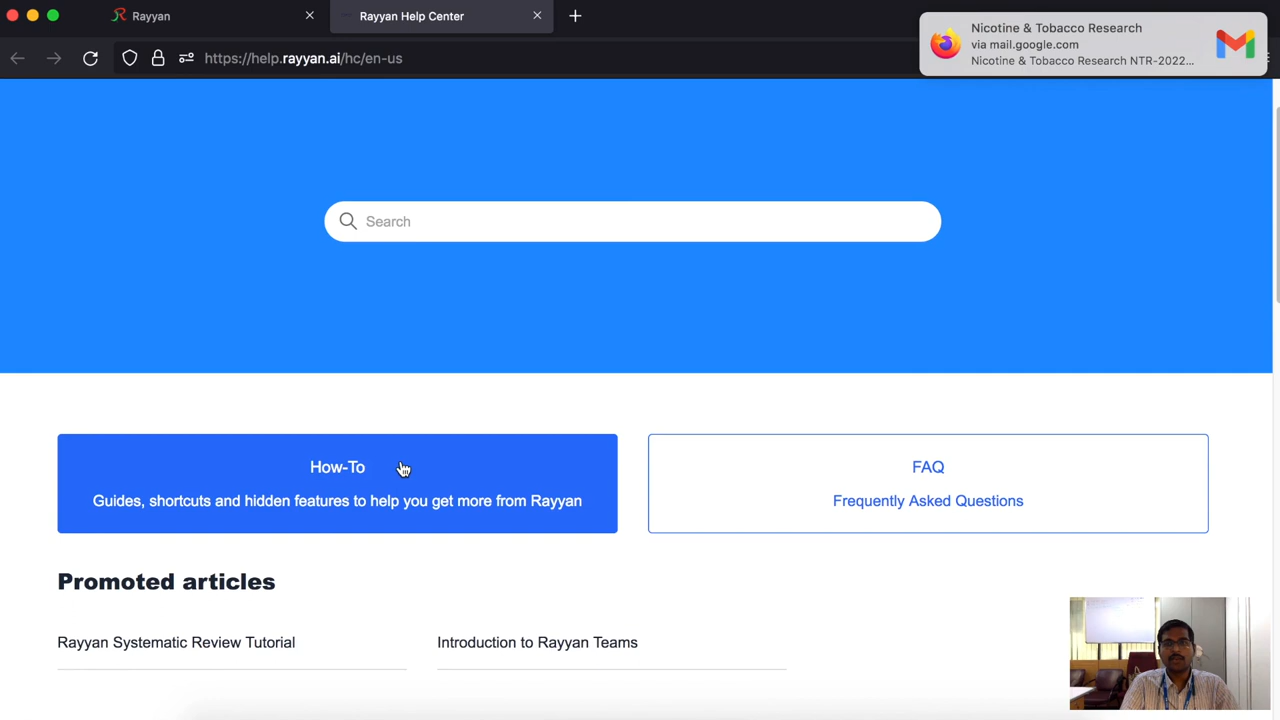 Rayyan
Rayyan Help Center
https://help.rayyan.ai/hc/en-us
Nicotine & Tobacco Research
via mail.google.com
Nicotine & Tobacco Research NTR-2022...
Search
How-To
Guides, shortcuts and hidden features to help you get more from Rayyan
FAQ
Frequently Asked Questions
Promoted articles
Rayyan Systematic Review Tutorial
Introduction to Rayyan Teams